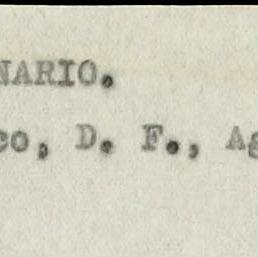 NARIO.
co, D. F., Ag